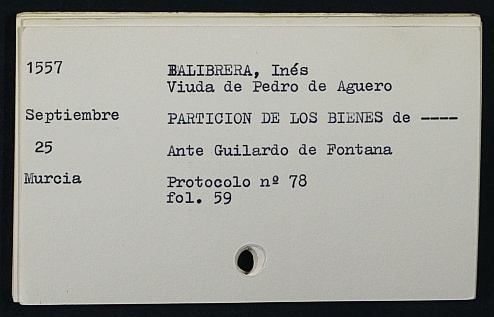 1557 BALIBRERA, Inés
Viuda de Pedro de Aguero
Septiembre PARTICION DE LOS BIENES de ----
25 Ante Guilardo de Fontana
Murcia Protocolo nº 78
fol. 59